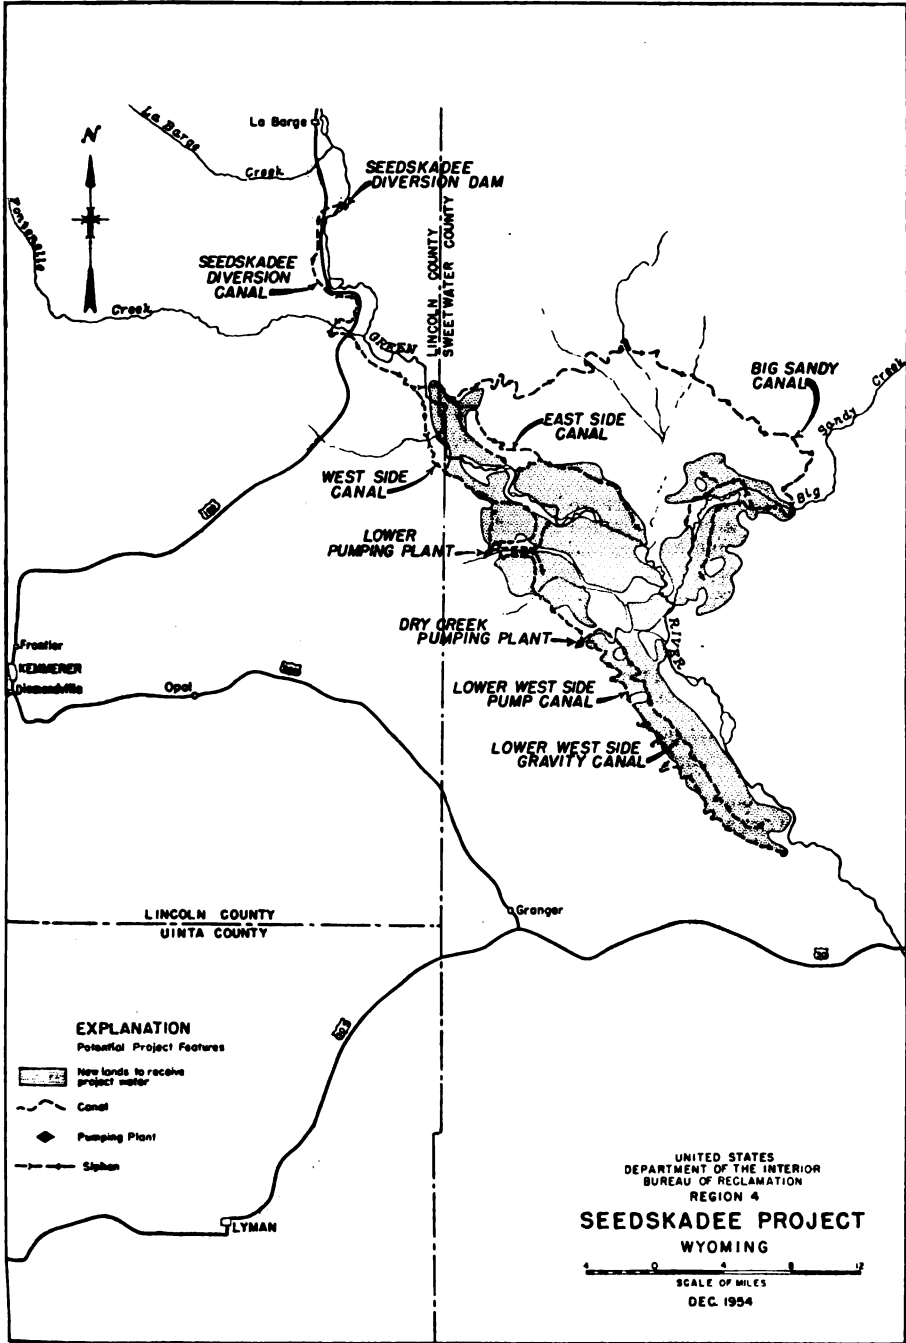 La Barge
La Barge
Creek
N
SEEDSKADEE
DIVERSION DAM
Fontenelle
Creek
SEEDSKADEE
DIVERSION
CANAL
LINCOLN COUNTY
SWEETWATER COUNTY
GREEN
BIG SANDY
CANAL
Big
Sandy
Creek
EAST SIDE
CANAL
WEST SIDE
CANAL
LOWER
PUMPING PLANT
DRY CREEK
PUMPING PLANT
RIVER
LOWER WEST SIDE
PUMP CANAL
LOWER WEST SIDE
GRAVITY CANAL
Frontier
KEMMERER
Diamondville
Opal
Granger
LINCOLN COUNTY
UINTA COUNTY
EXPLANATION
Potential Project Features
New lands to receive
project water
Canal
Pumping Plant
Siphon
LYMAN
UNITED STATES
DEPARTMENT OF THE INTERIOR
BUREAU OF RECLAMATION
REGION 4
SEEDSKADEE PROJECT
WYOMING
4 0 4 8 12
SCALE OF MILES
DEC. 1954